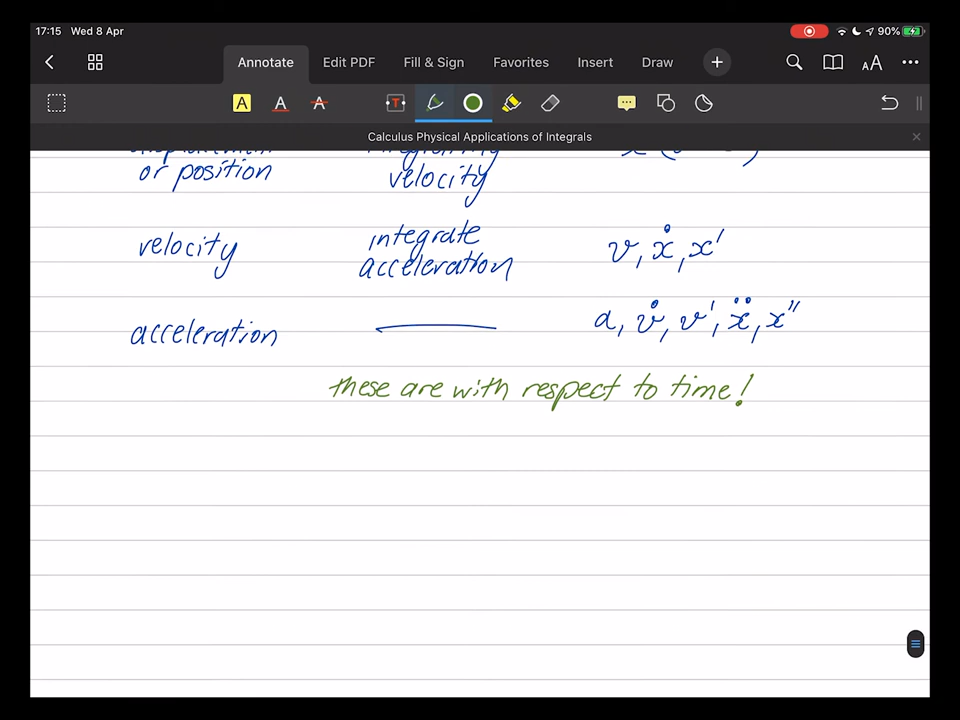 17:15 Wed 8 Apr 90%
Annotate Edit PDF Fill & Sign Favorites Insert Draw
Calculus Physical Applications of Integrals
or position velocity
velocity integrate acceleration v, ẋ, x′
acceleration a, v̇, v′, ẍ, x″
these are with respect to time!